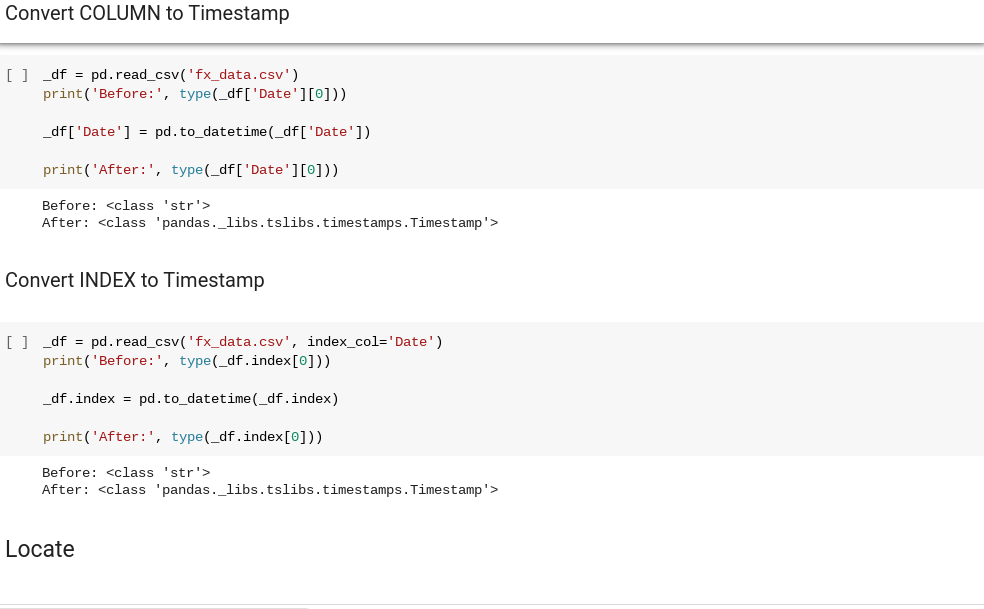 Convert COLUMN to Timestamp
[ ] _df = pd.read_csv('fx_data.csv')
print('Before:', type(_df['Date'][0]))
_df['Date'] = pd.to_datetime(_df['Date'])
print('After:', type(_df['Date'][0]))
Before: <class 'str'>
After: <class 'pandas._libs.tslibs.timestamps.Timestamp'>
Convert INDEX to Timestamp
[ ] _df = pd.read_csv('fx_data.csv', index_col='Date')
print('Before:', type(_df.index[0]))
_df.index = pd.to_datetime(_df.index)
print('After:', type(_df.index[0]))
Before: <class 'str'>
After: <class 'pandas._libs.tslibs.timestamps.Timestamp'>
Locate